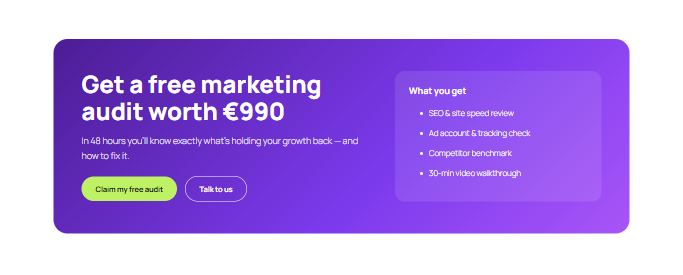 Get a free marketing
audit worth €990
In 48 hours you'll know exactly what's holding your growth back — and
how to fix it.
Claim my free audit
Talk to us
What you get
SEO & site speed review
Ad account & tracking check
Competitor benchmark
30-min video walkthrough